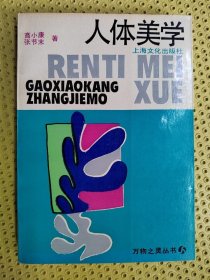 高小康
张节末 著
人体美学
上海文化出版社
RENTI MEI
GAOXIAOKANG XUE
ZHANGJIEMO
万物之灵丛书